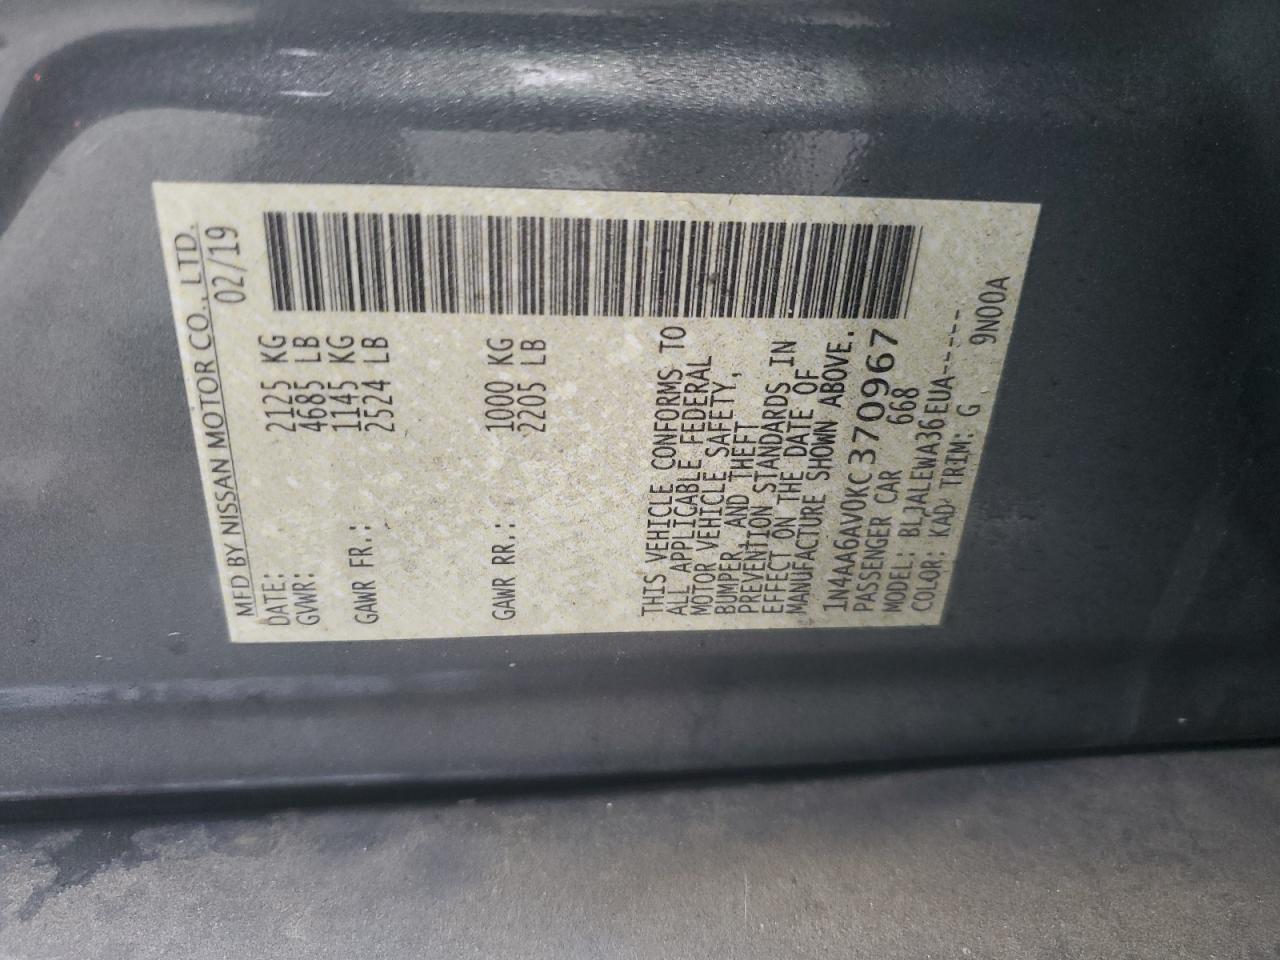 MFD BY NISSAN MOTOR CO., LTD.
DATE: 02/19
GVWR: 2125 KG
4685 LB
GAWR FR.: 1145 KG
2524 LB
GAWR RR.: 1000 KG
2205 LB
THIS VEHICLE CONFORMS TO
ALL APPLICABLE FEDERAL
MOTOR VEHICLE SAFETY,
BUMPER, AND THEFT
PREVENTION STANDARDS IN
EFFECT ON THE DATE OF
MANUFACTURE SHOWN ABOVE.
1N4AA6AV0KC370967
PASSENGER CAR 668
MODEL: BLJALEWA36EUA-----
COLOR: KAD TRIM: G 9N00A